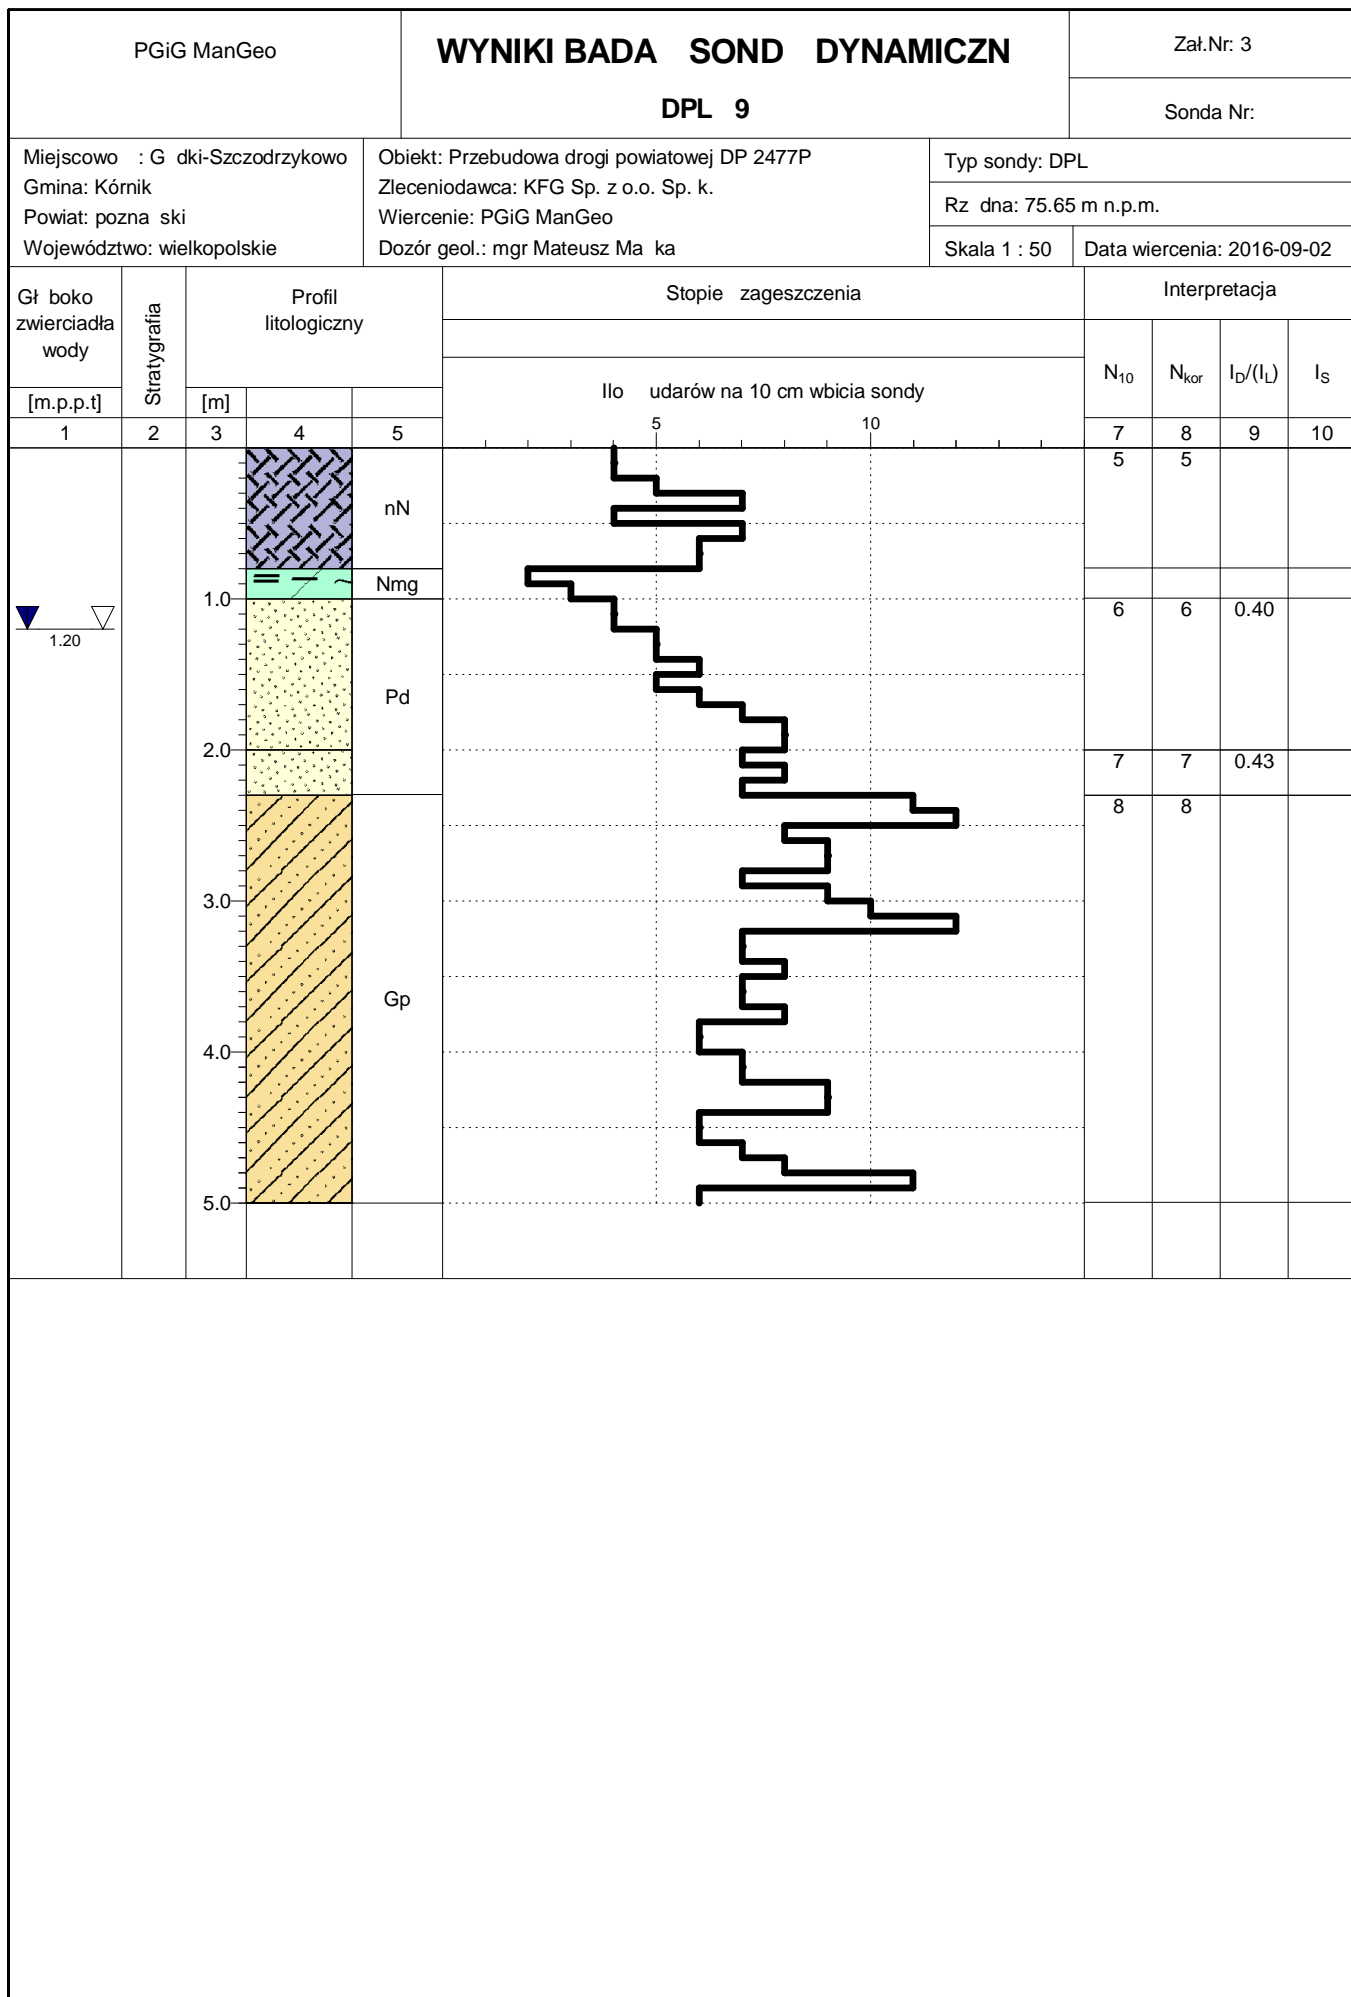 PGiG ManGeo
WYNIKI BADA SOND DYNAMICZN
DPL 9
Zał.Nr: 3
Sonda Nr:
Miejscowo : G dki-Szczodrzykowo
Gmina: Kórnik
Powiat: pozna ski
Województwo: wielkopolskie
Obiekt: Przebudowa drogi powiatowej DP 2477P
Zleceniodawca: KFG Sp. z o.o. Sp. k.
Wiercenie: PGiG ManGeo
Dozór geol.: mgr Mateusz Ma ka
Typ sondy: DPL
Rz dna: 75.65 m n.p.m.
Skala 1 : 50
Data wiercenia: 2016-09-02
Gł boko
zwierciadła
wody
[m.p.p.t]
Stratygrafia
Profil
litologiczny
[m]
Stopie zageszczenia
Ilo udarów na 10 cm wbicia sondy
5 10
Interpretacja
N10 Nkor ID/(IL) IS
1 2 3 4 5 7 8 9 10
5 5
nN
Nmg
1.0
6 6 0.40
1.20
Pd
2.0
7 7 0.43
8 8
3.0
Gp
4.0
5.0